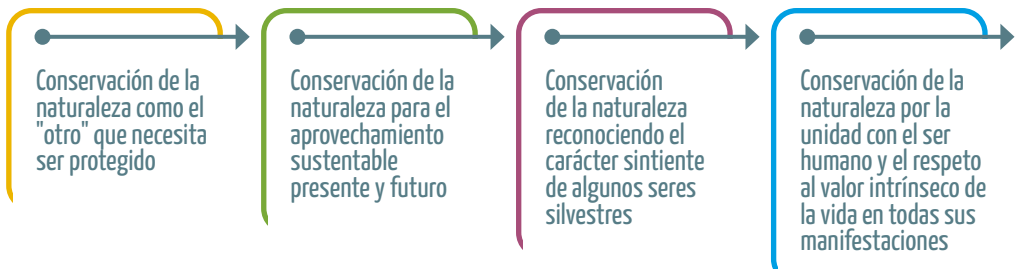 Conservación de la
naturaleza como el
"otro" que necesita
ser protegido
Conservación de la
naturaleza para el
aprovechamiento
sustentable
presente y futuro
Conservación
de la naturaleza
reconociendo el
carácter sintiente
de algunos seres
silvestres
Conservación de la
naturaleza por la
unidad con el ser
humano y el respeto
al valor intrínseco de
la vida en todas sus
manifestaciones